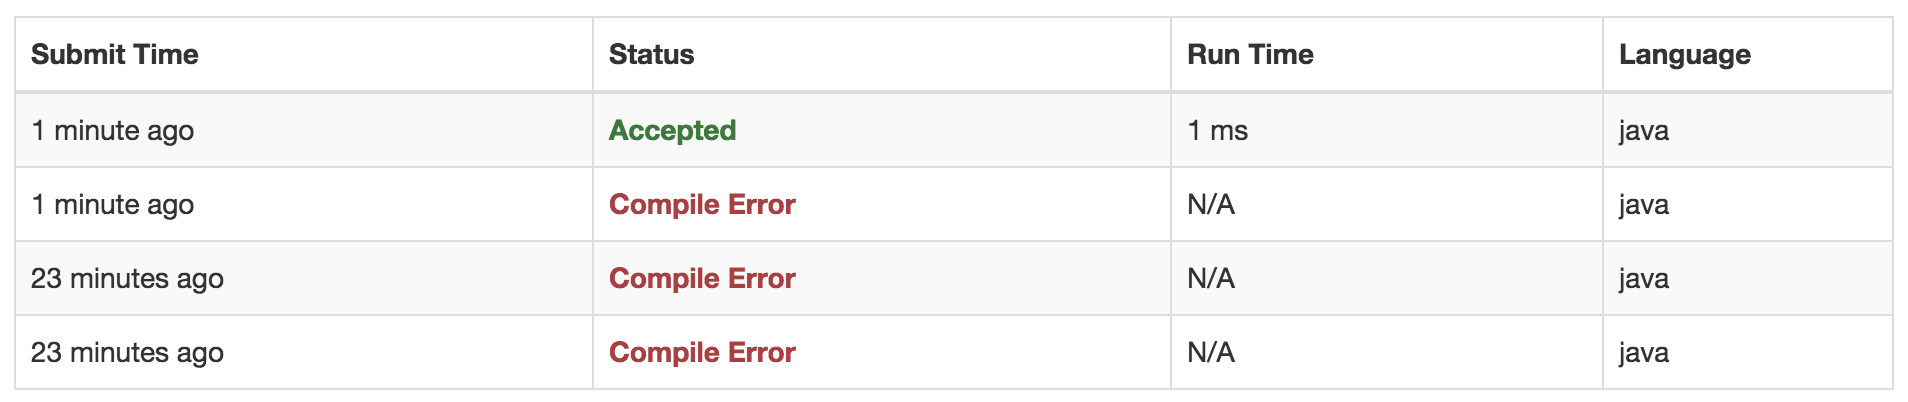 Submit Time Status Run Time Language
1 minute ago Accepted 1 ms java
1 minute ago Compile Error N/A java
23 minutes ago Compile Error N/A java
23 minutes ago Compile Error N/A java